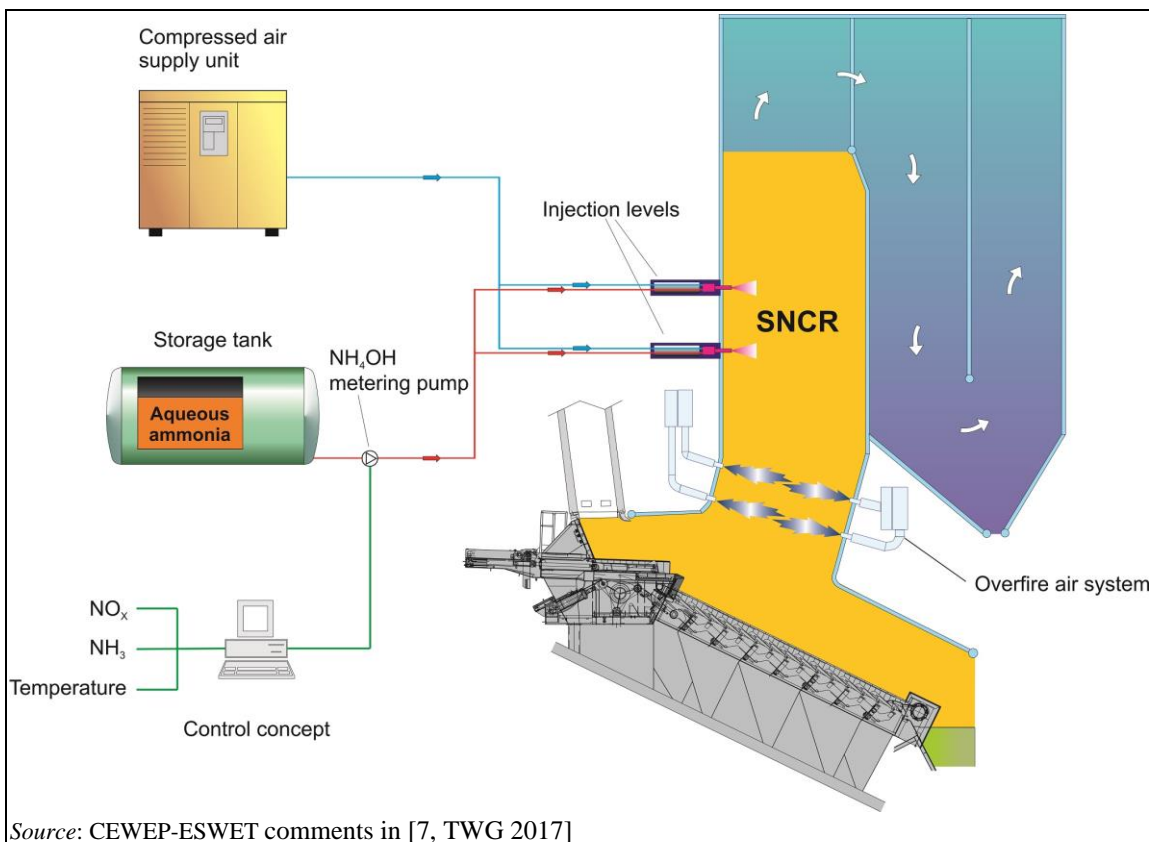 Compressed air
supply unit
Injection levels
SNCR
Storage tank
NH₄OH
metering pump
Aqueous
ammonia
Overfire air system
NOₓ
NH₃
Temperature
Control concept
Source: CEWEP-ESWET comments in [7, TWG 2017]